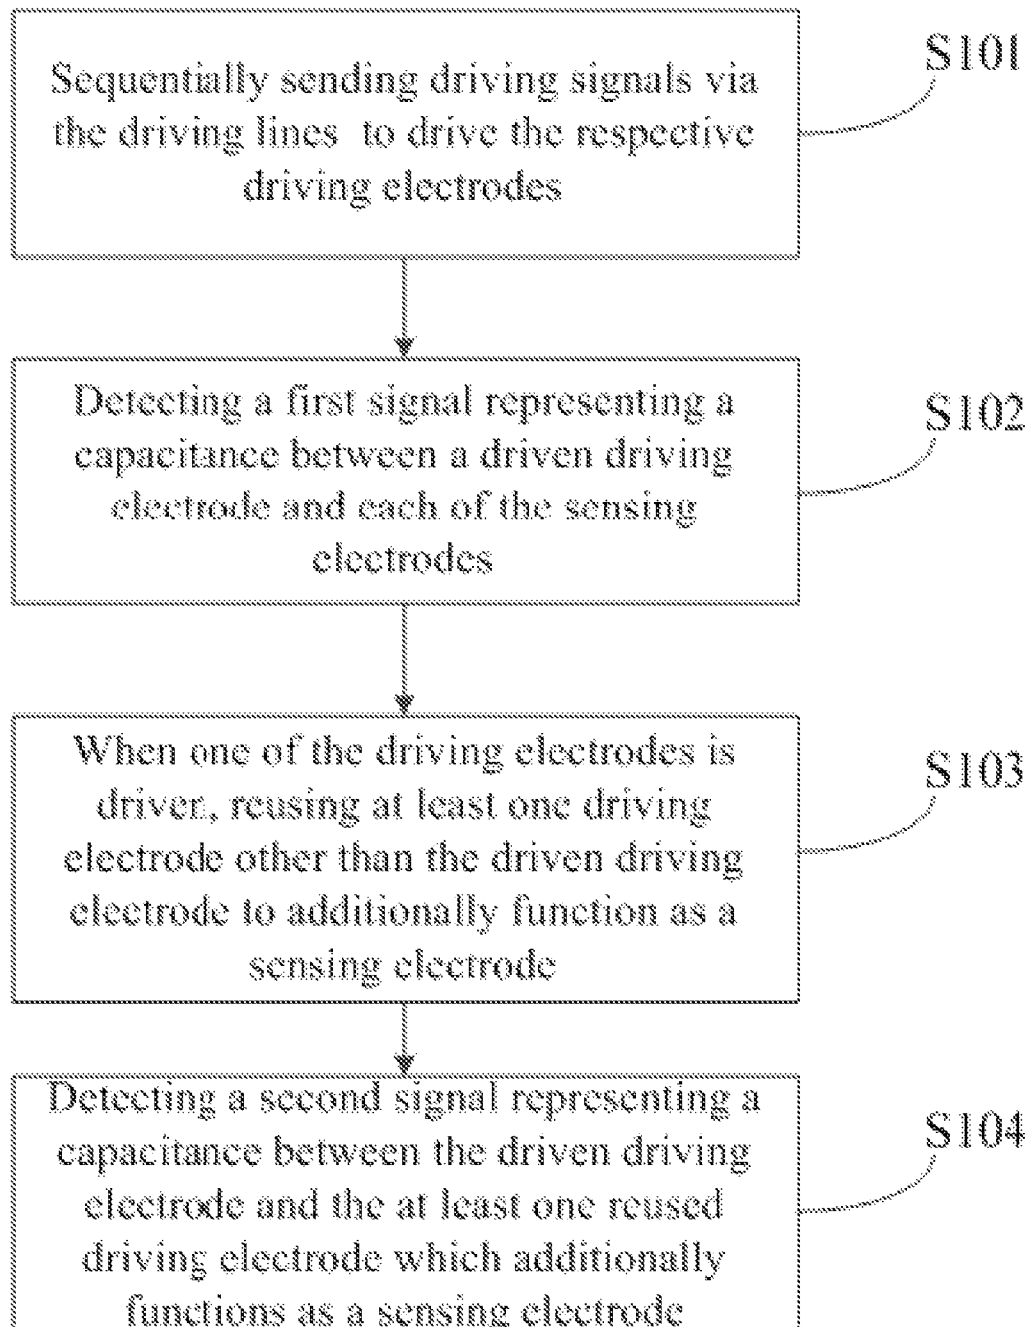 Sequentially sending driving signals via
the driving lines to drive the respective
driving electrodes
S101
Detecting a first signal representing a
capacitance between a driven driving
electrode and each of the sensing
electrodes
S102
When one of the driving electrodes is
driver, reusing at least one driving
electrode other than the driven driving
electrode to additionally function as a
sensing electrode
S103
Detecting a second signal representing a
capacitance between the driven driving
electrode and the at least one reused
driving electrode which additionally
functions as a sensing electrode
S104